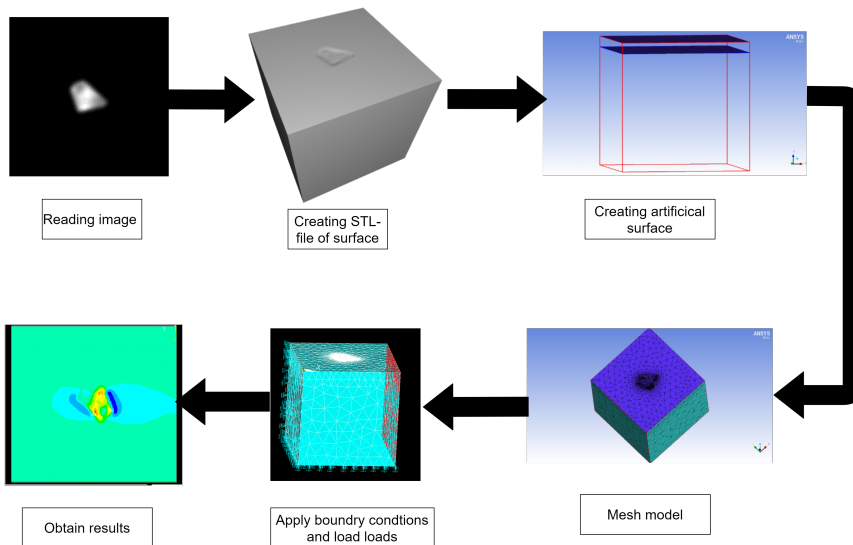 ANSYS
Reading image
Creating STL-
file of surface
Creating artificical
surface
ANSYS
Obtain results
Apply boundry condtions
and load loads
Mesh model